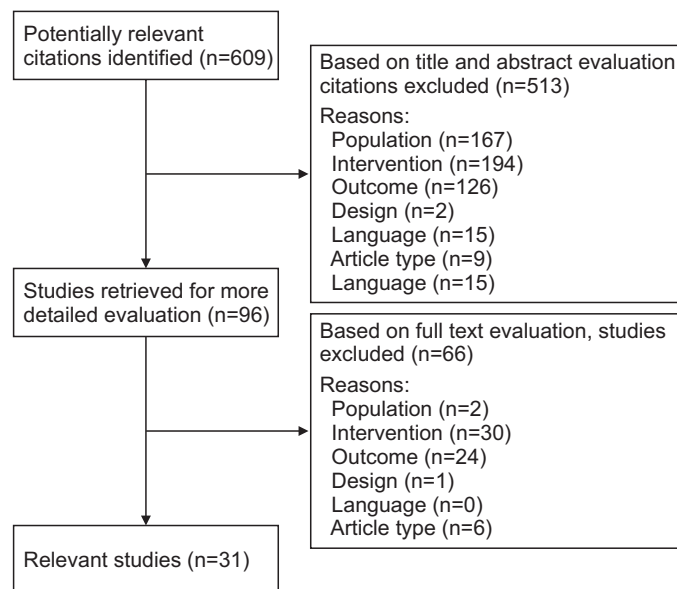 Potentially relevant
citations identified (n=609)
Based on title and abstract evaluation
citations excluded (n=513)
Reasons:
Population (n=167)
Intervention (n=194)
Outcome (n=126)
Design (n=2)
Language (n=15)
Article type (n=9)
Language (n=15)
Studies retrieved for more
detailed evaluation (n=96)
Based on full text evaluation, studies
excluded (n=66)
Reasons:
Population (n=2)
Intervention (n=30)
Outcome (n=24)
Design (n=1)
Language (n=0)
Article type (n=6)
Relevant studies (n=31)